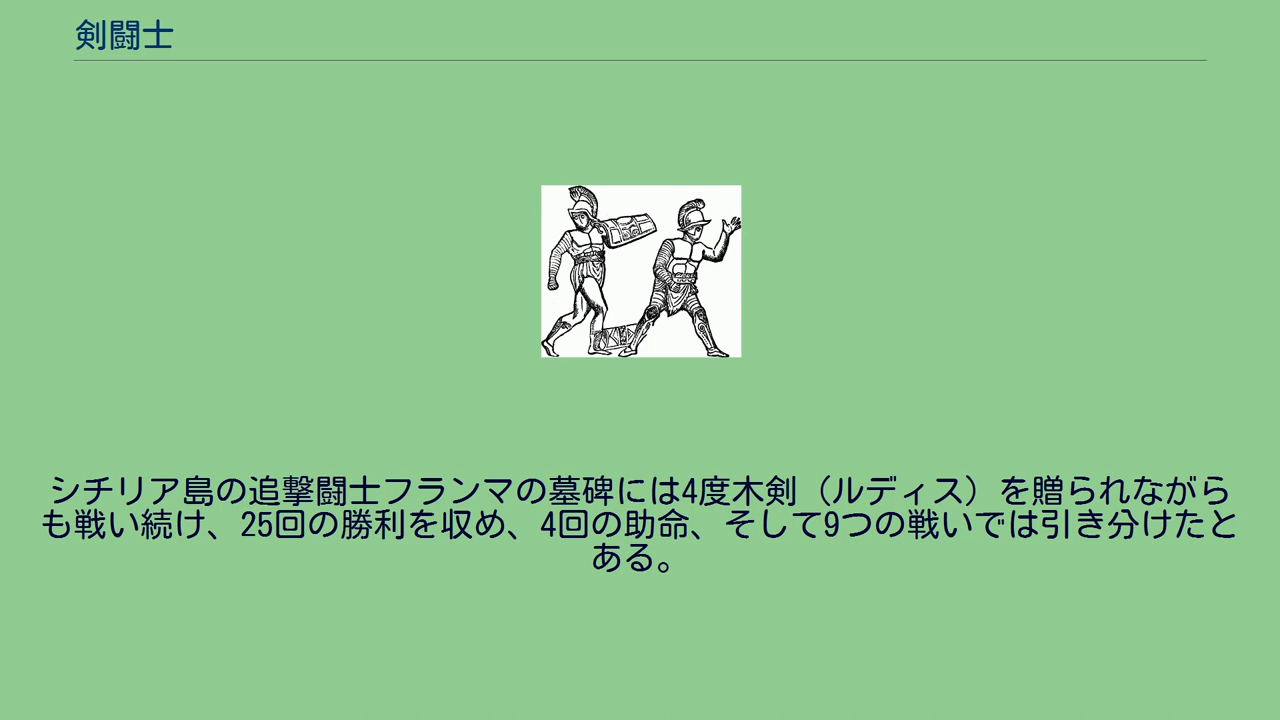 剣闘士
シチリア島の追撃闘士フランマの墓碑には4度木剣（ルディス）を贈られながら
も戦い続け、25回の勝利を収め、4回の助命、そして9つの戦いでは引き分けたと
ある。